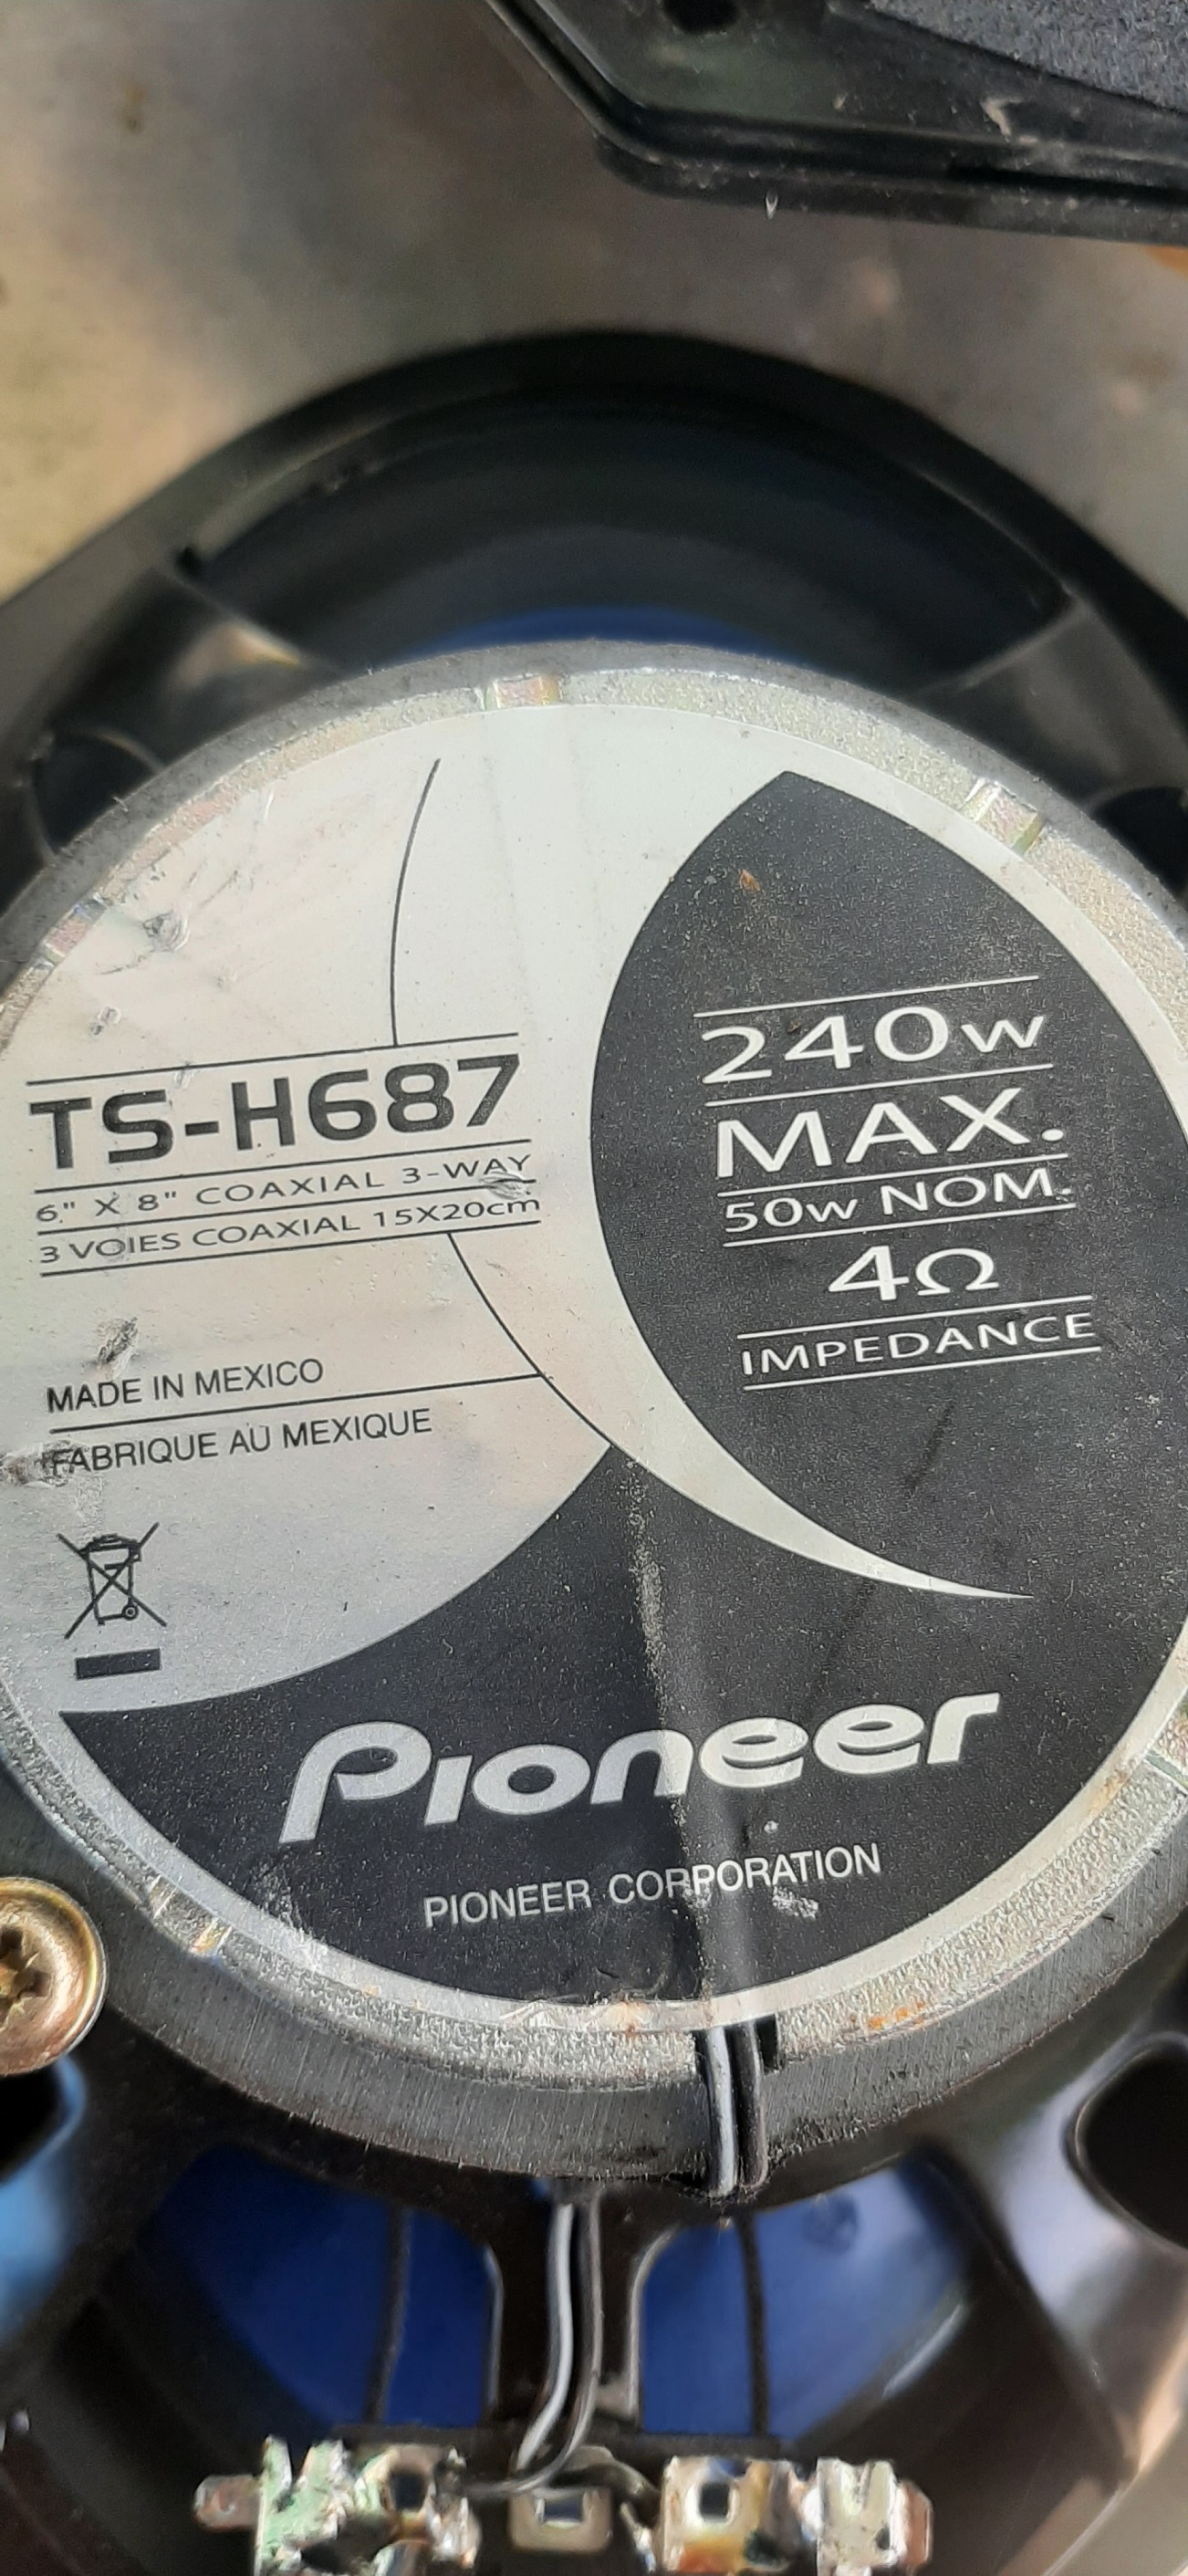 TS-H687
6" X 8" COAXIAL 3-WAY
3 VOIES COAXIAL 15X20cm
MADE IN MEXICO
FABRIQUE AU MEXIQUE
240w
MAX.
50w NOM.
4Ω
IMPEDANCE
Pioneer
PIONEER CORPORATION